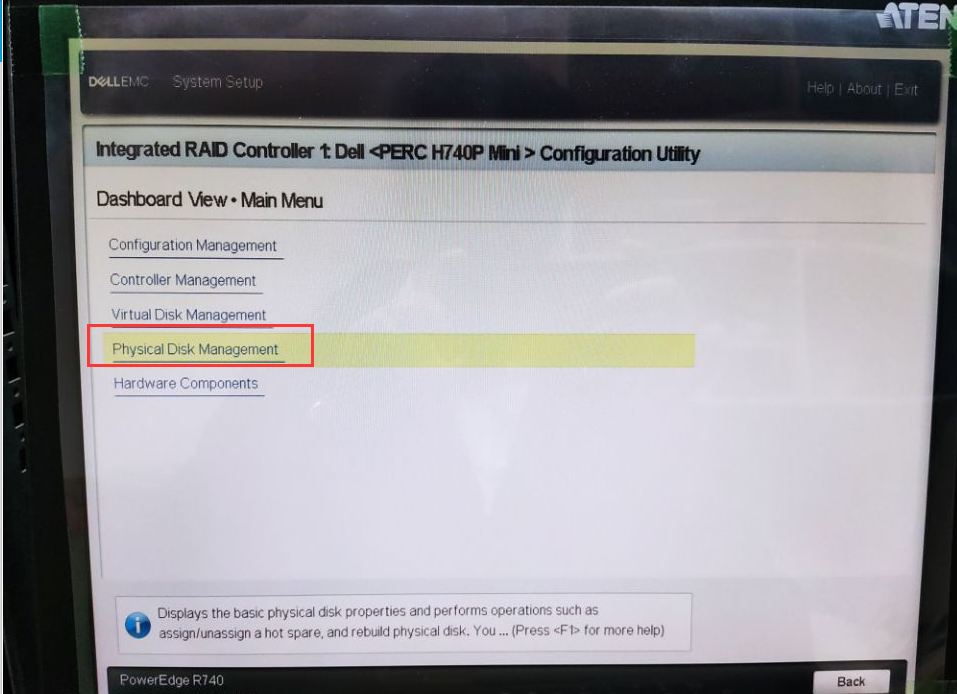 ATEN
DELLEMC System Setup
Help | About | Exit
Integrated RAID Controller 1: Dell <PERC H740P Mini > Configuration Utility
Dashboard View • Main Menu
Configuration Management
Controller Management
Virtual Disk Management
Physical Disk Management
Hardware Components
Displays the basic physical disk properties and performs operations such as
assign/unassign a hot spare, and rebuild physical disk. You ... (Press <F1> for more help)
PowerEdge R740
Back